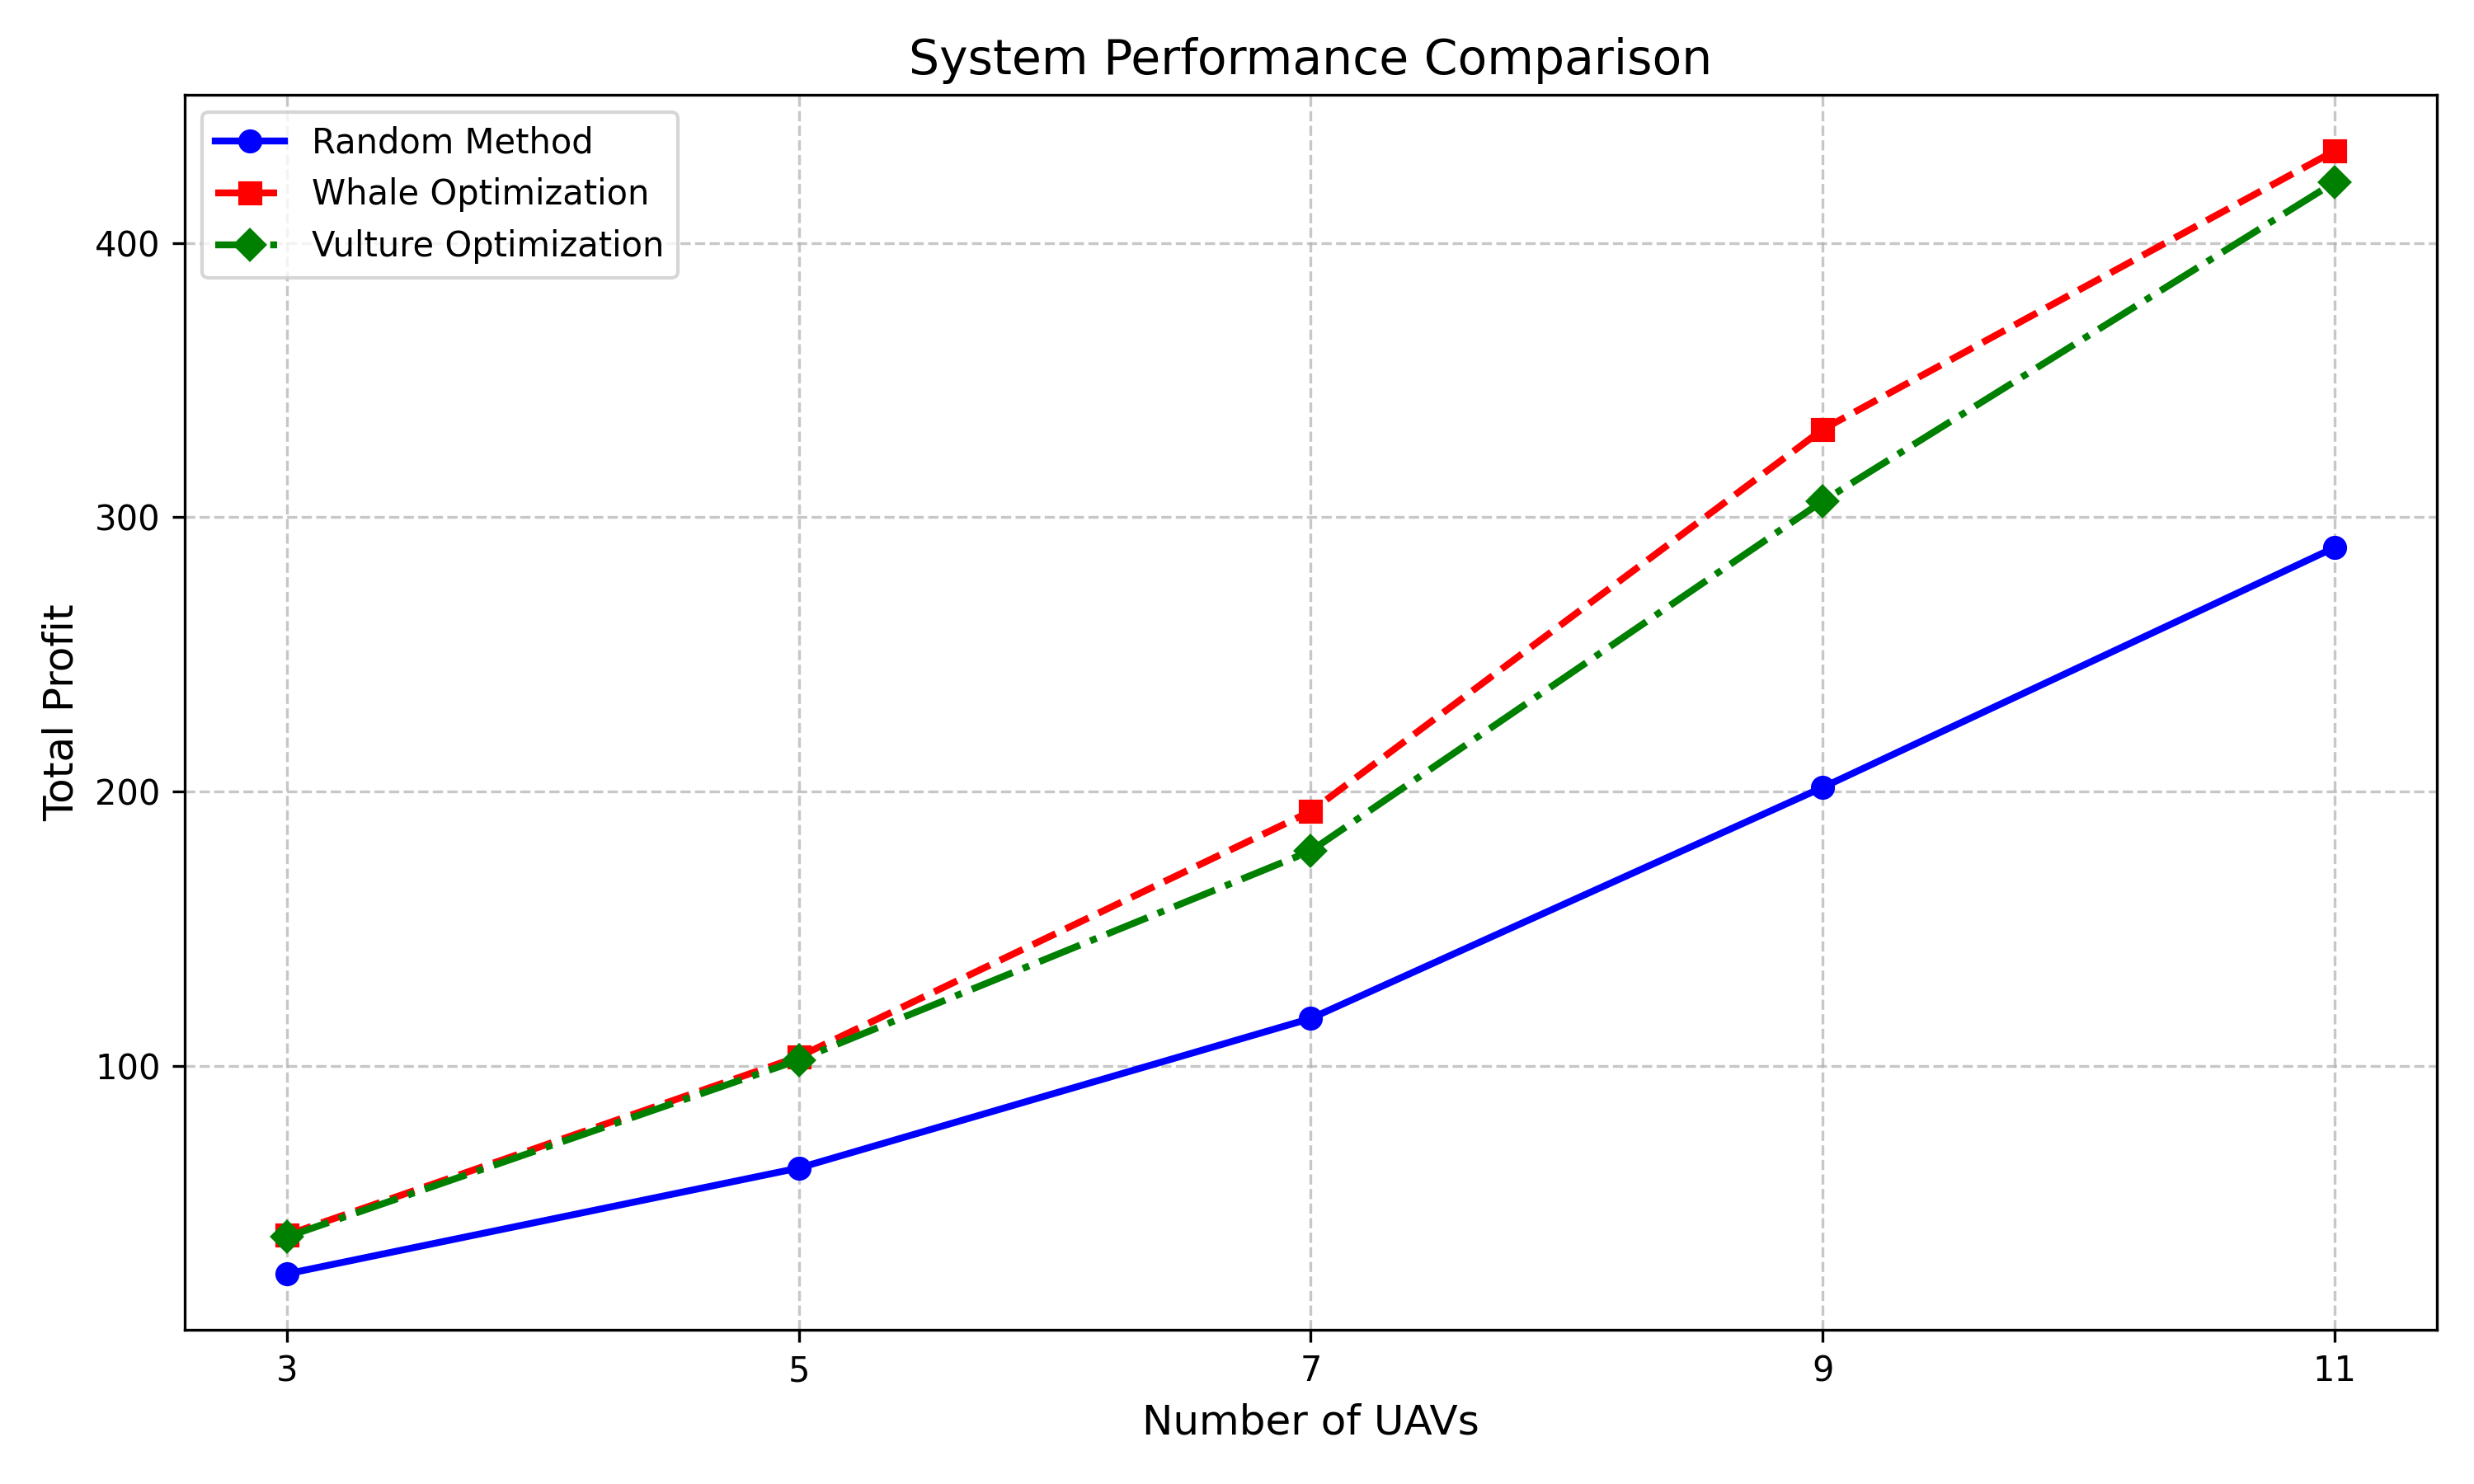 System Performance Comparison
Random Method
Whale Optimization
Vulture Optimization
Total Profit
400
300
200
100
3 5 7 9 11
Number of UAVs